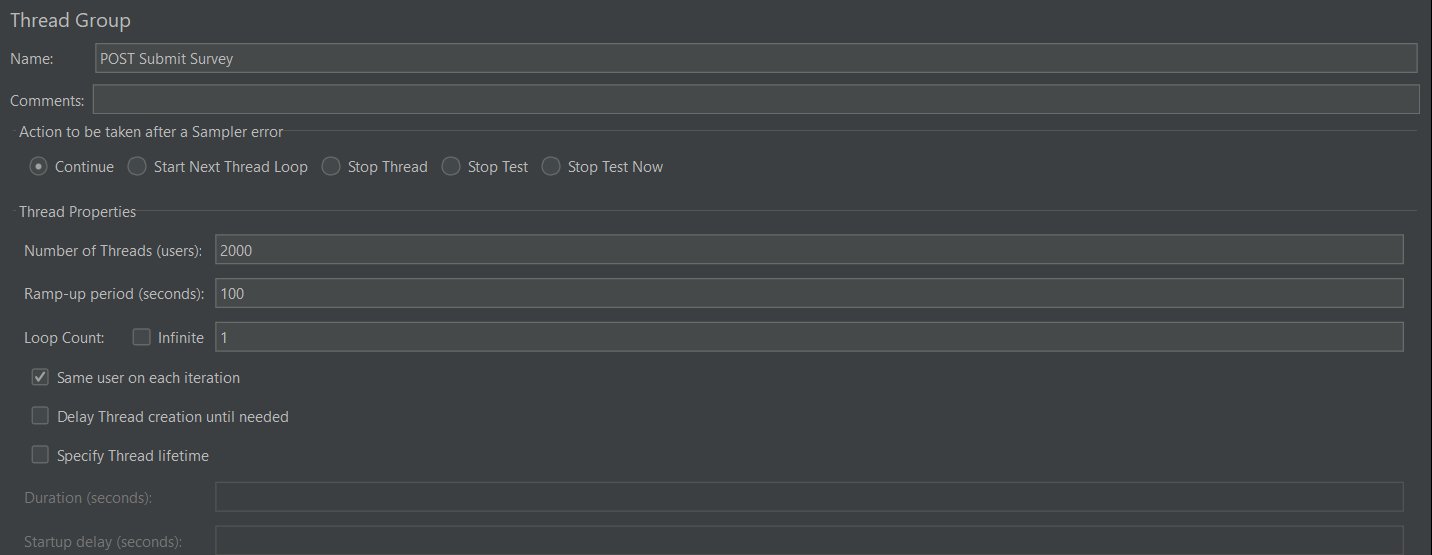 Thread Group
Name: POST Submit Survey
Comments:
Action to be taken after a Sampler error
Continue Start Next Thread Loop Stop Thread Stop Test Stop Test Now
Thread Properties
Number of Threads (users): 2000
Ramp-up period (seconds): 100
Loop Count: Infinite 1
Same user on each iteration
Delay Thread creation until needed
Specify Thread lifetime
Duration (seconds):
Startup delay (seconds):